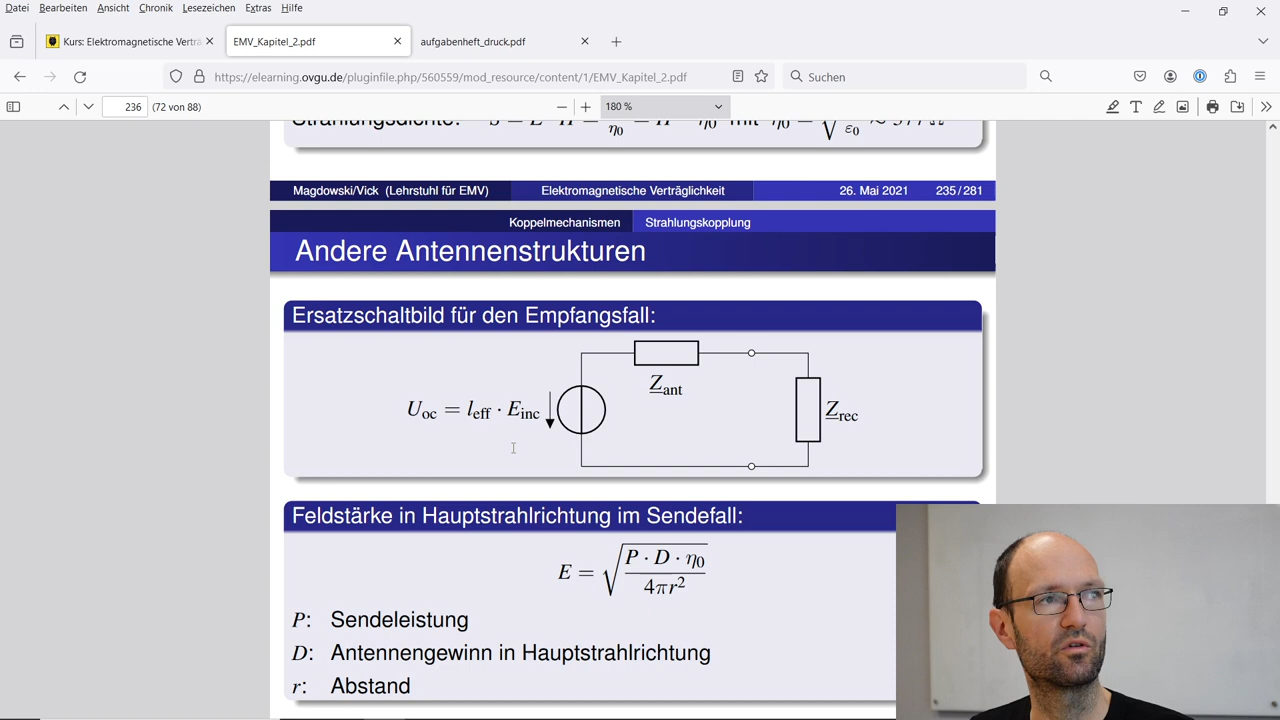 Datei Bearbeiten Ansicht Chronik Lesezeichen Extras Hilfe
Kurs: Elektromagnetische Verträ
EMV_Kapitel_2.pdf
aufgabenheft_druck.pdf
https://elearning.ovgu.de/pluginfile.php/560559/mod_resource/content/1/EMV_Kapitel_2.pdf
Suchen
236 (72 von 88)
180 %
Magdowski/Vick (Lehrstuhl für EMV) Elektromagnetische Verträglichkeit 26. Mai 2021 235 / 281
Koppelmechanismen Strahlungskopplung
Andere Antennenstrukturen
Ersatzschaltbild für den Empfangsfall:
Z_ant
U_oc = l_eff · E_inc
Z_rec
Feldstärke in Hauptstrahlrichtung im Sendefall:
E = √(P · D · η₀ / 4πr²)
P: Sendeleistung
D: Antennengewinn in Hauptstrahlrichtung
r: Abstand